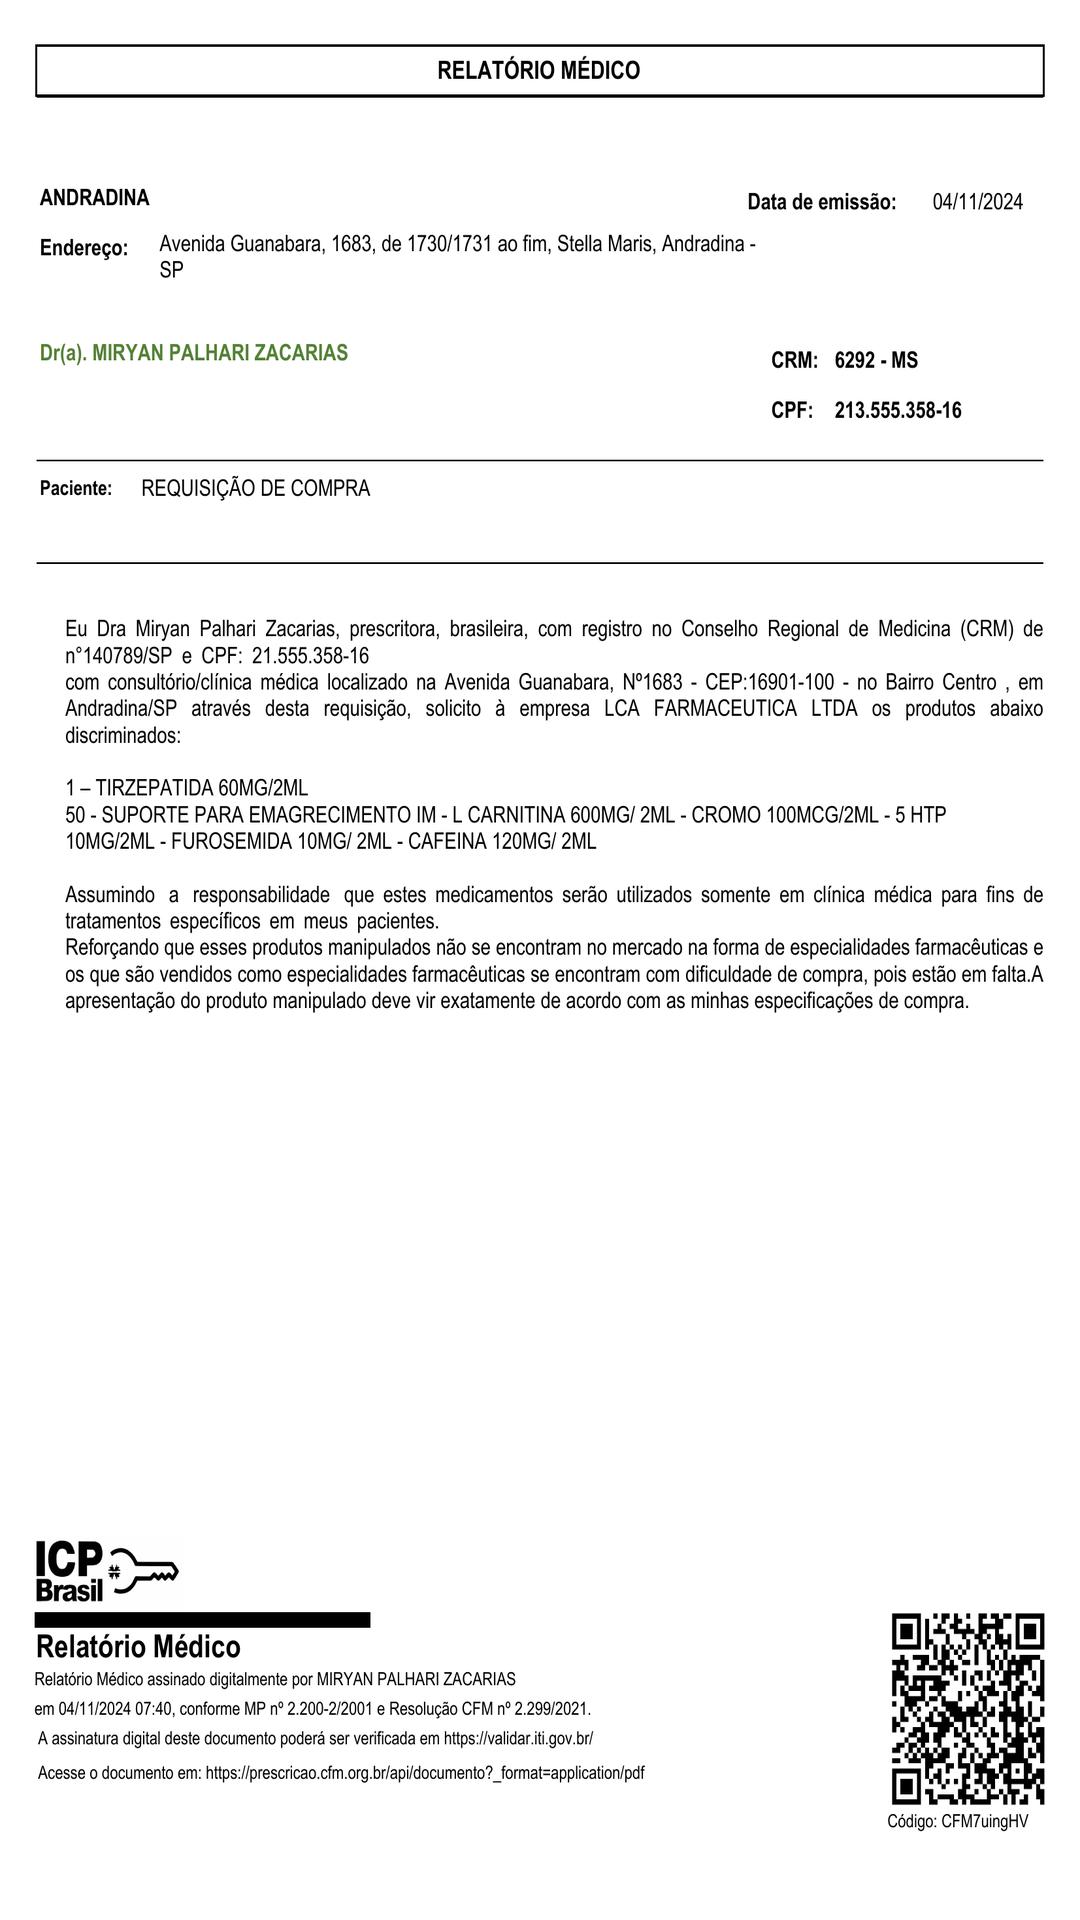 RELATÓRIO MÉDICO
ANDRADINA
Data de emissão: 04/11/2024
Endereço: Avenida Guanabara, 1683, de 1730/1731 ao fim, Stella Maris, Andradina -
SP
Dr(a). MIRYAN PALHARI ZACARIAS
CRM: 6292 - MS
CPF: 213.555.358-16
Paciente: REQUISIÇÃO DE COMPRA
Eu Dra Miryan Palhari Zacarias, prescritora, brasileira, com registro no Conselho Regional de Medicina (CRM) de
n°140789/SP e CPF: 21.555.358-16
com consultório/clínica médica localizado na Avenida Guanabara, Nº1683 - CEP:16901-100 - no Bairro Centro , em
Andradina/SP através desta requisição, solicito à empresa LCA FARMACEUTICA LTDA os produtos abaixo
discriminados:
1 – TIRZEPATIDA 60MG/2ML
50 - SUPORTE PARA EMAGRECIMENTO IM - L CARNITINA 600MG/ 2ML - CROMO 100MCG/2ML - 5 HTP
10MG/2ML - FUROSEMIDA 10MG/ 2ML - CAFEINA 120MG/ 2ML
Assumindo a responsabilidade que estes medicamentos serão utilizados somente em clínica médica para fins de
tratamentos específicos em meus pacientes.
Reforçando que esses produtos manipulados não se encontram no mercado na forma de especialidades farmacêuticas e
os que são vendidos como especialidades farmacêuticas se encontram com dificuldade de compra, pois estão em falta.A
apresentação do produto manipulado deve vir exatamente de acordo com as minhas especificações de compra.
ICP
Brasil
Relatório Médico
Relatório Médico assinado digitalmente por MIRYAN PALHARI ZACARIAS
em 04/11/2024 07:40, conforme MP nº 2.200-2/2001 e Resolução CFM nº 2.299/2021.
A assinatura digital deste documento poderá ser verificada em https://validar.iti.gov.br/
Acesse o documento em: https://prescricao.cfm.org.br/api/documento?_format=application/pdf
Código: CFM7uingHV